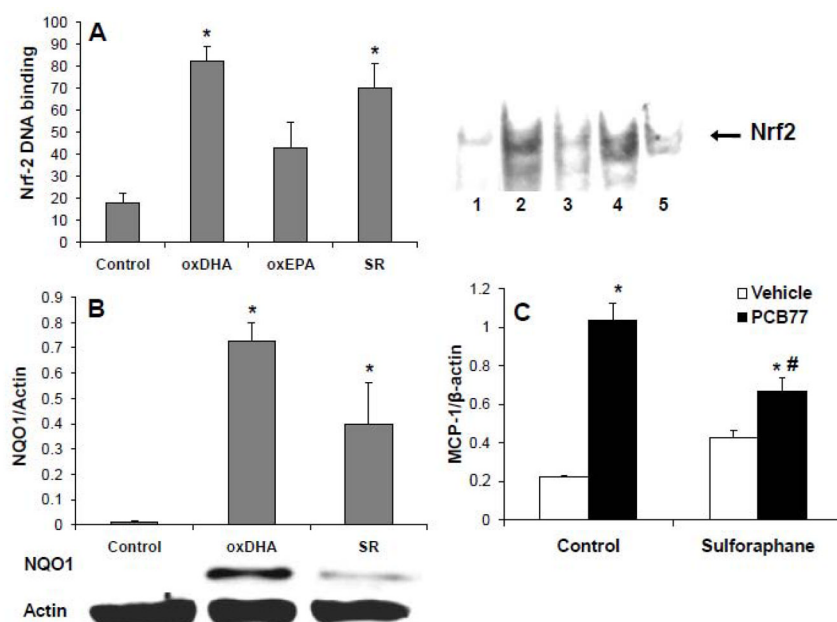 A
Nrf-2 DNA binding
100
90
80
70
60
50
40
30
20
10
0
*
*
Control oxDHA oxEPA SR
Nrf2
1 2 3 4 5
B
NQO1/Actin
0.9
0.8
0.7
0.6
0.5
0.4
0.3
0.2
0.1
0
*
*
Control oxDHA SR
NQO1
Actin
C
MCP-1/β-actin
1.2
1
0.8
0.6
0.4
0.2
0
*
* #
Vehicle
PCB77
Control Sulforaphane